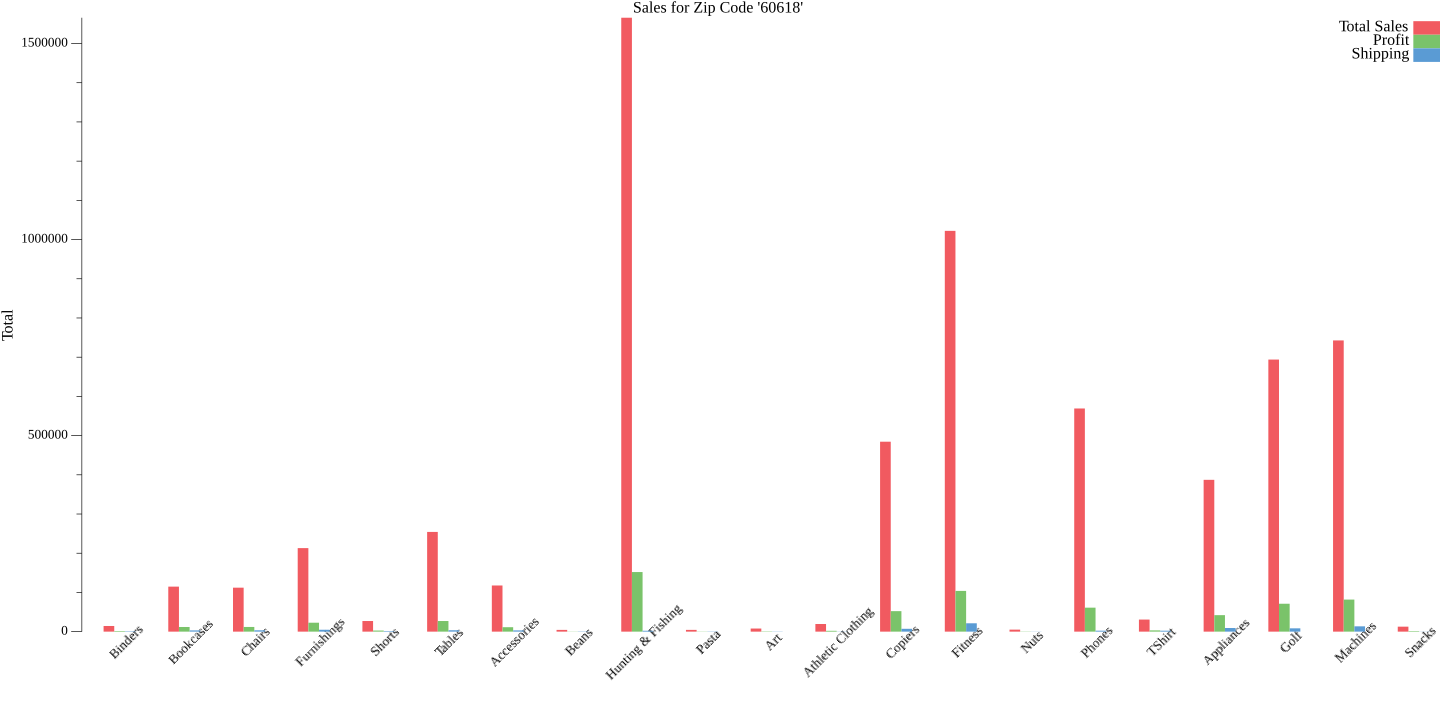 Sales for Zip Code '60618'
Total Sales
Profit
Shipping
1500000
1000000
500000
0
Total
Binders
Bookcases
Chairs
Furnishings
Shorts
Tables
Accessories
Beans
Hunting & Fishing
Pasta
Art
Athletic Clothing
Copiers
Fitness
Nuts
Phones
TShirt
Appliances
Golf
Machines
Snacks